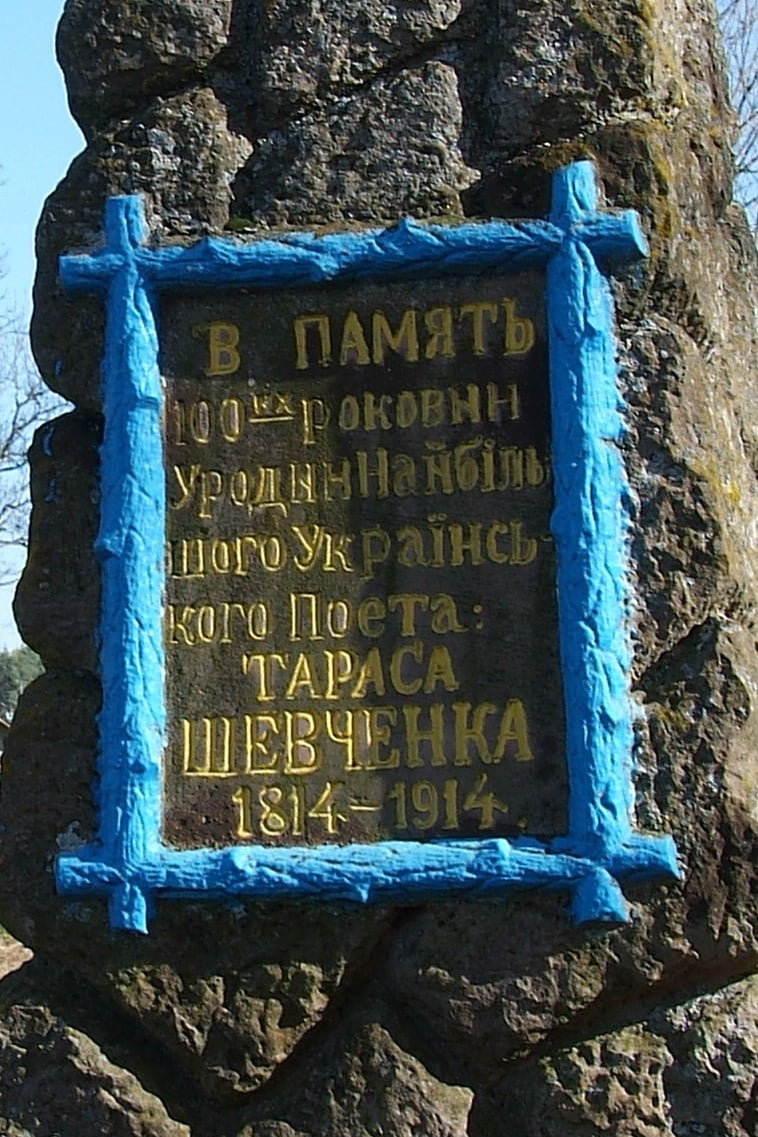 В ПАМЯТЬ
100их роковин
Уродин Найбіль
шого Українсь-
кого Поета:
ТАРАСА
ШЕВЧЕНКА
1814-1914.